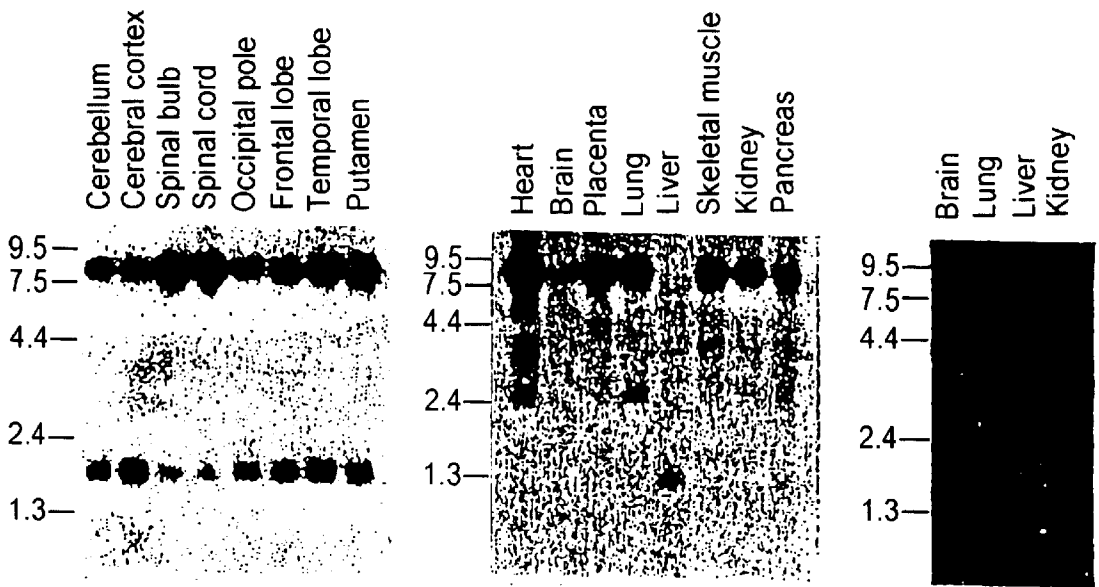 Cerebellum
Cerebral cortex
Spinal bulb
Spinal cord
Occipital pole
Frontal lobe
Temporal lobe
Putamen
9.5
7.5
4.4
2.4
1.3
Heart
Brain
Placenta
Lung
Liver
Skeletal muscle
Kidney
Pancreas
9.5
7.5
4.4
2.4
1.3
Brain
Lung
Liver
Kidney
9.5
7.5
4.4
2.4
1.3